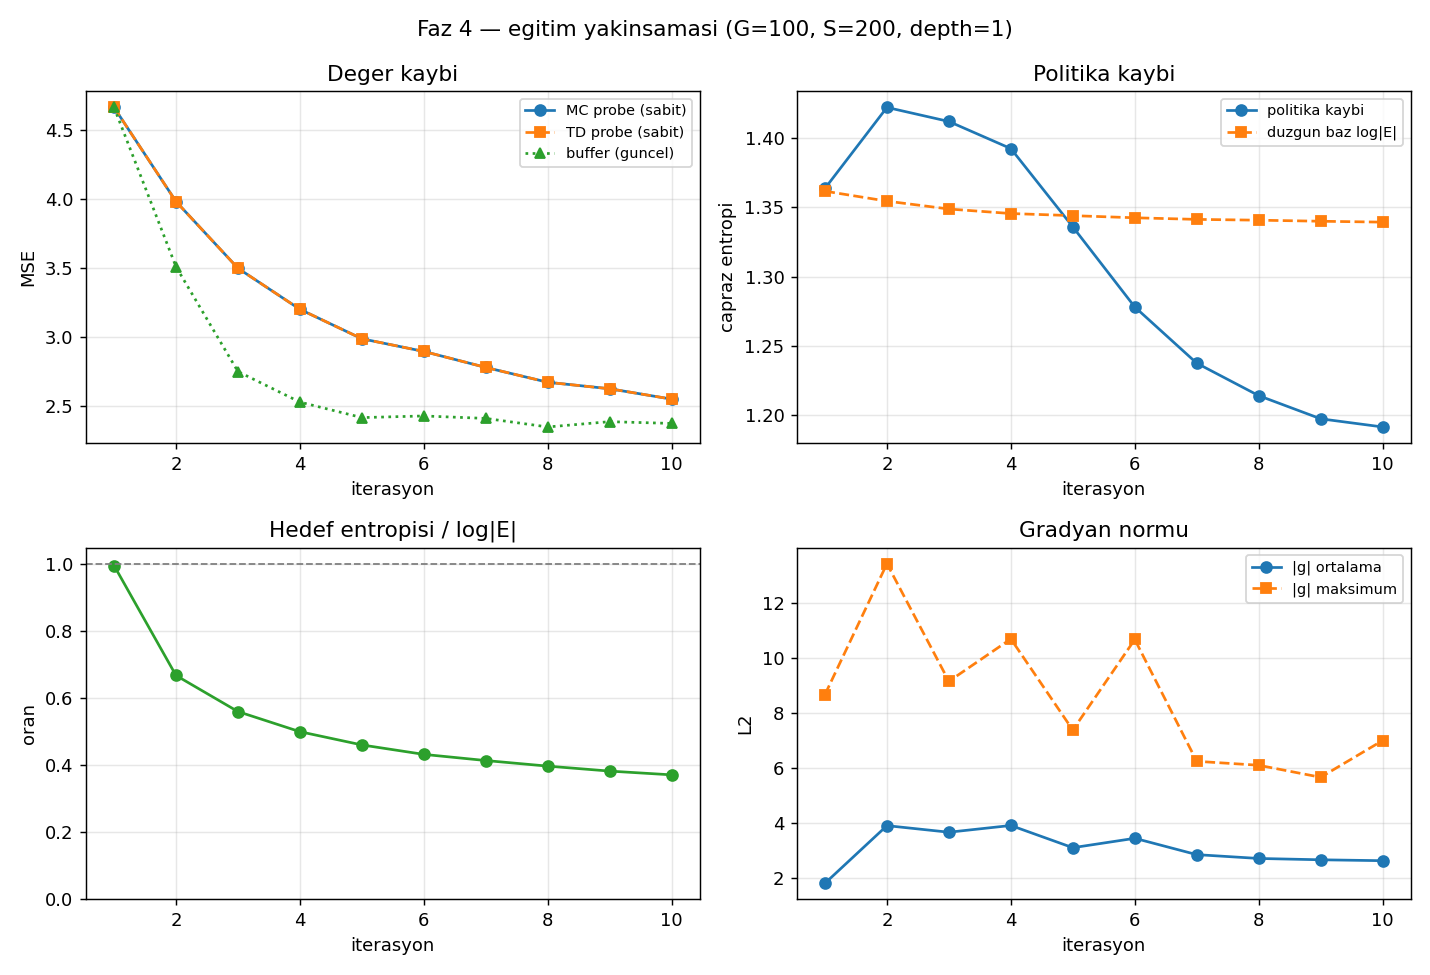 Faz 4 — egitim yakinsamasi (G=100, S=200, depth=1)
Deger kaybi
MSE
4.5
4.0
3.5
3.0
2.5
2
4
6
8
10
iterasyon
MC probe (sabit)
TD probe (sabit)
buffer (guncel)
Politika kaybi
capraz entropi
1.40
1.35
1.30
1.25
1.20
2
4
6
8
10
iterasyon
politika kaybi
duzgun baz log|E|
Hedef entropisi / log|E|
oran
1.0
0.8
0.6
0.4
0.2
0.0
2
4
6
8
10
iterasyon
Gradyan normu
L2
12
10
8
6
4
2
2
4
6
8
10
iterasyon
|g| ortalama
|g| maksimum